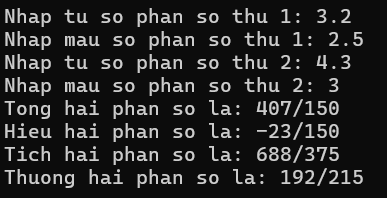 Nhap tu so phan so thu 1: 3.2
Nhap mau so phan so thu 1: 2.5
Nhap tu so phan so thu 2: 4.3
Nhap mau so phan so thu 2: 3
Tong hai phan so la: 407/150
Hieu hai phan so la: -23/150
Tich hai phan so la: 688/375
Thuong hai phan so la: 192/215